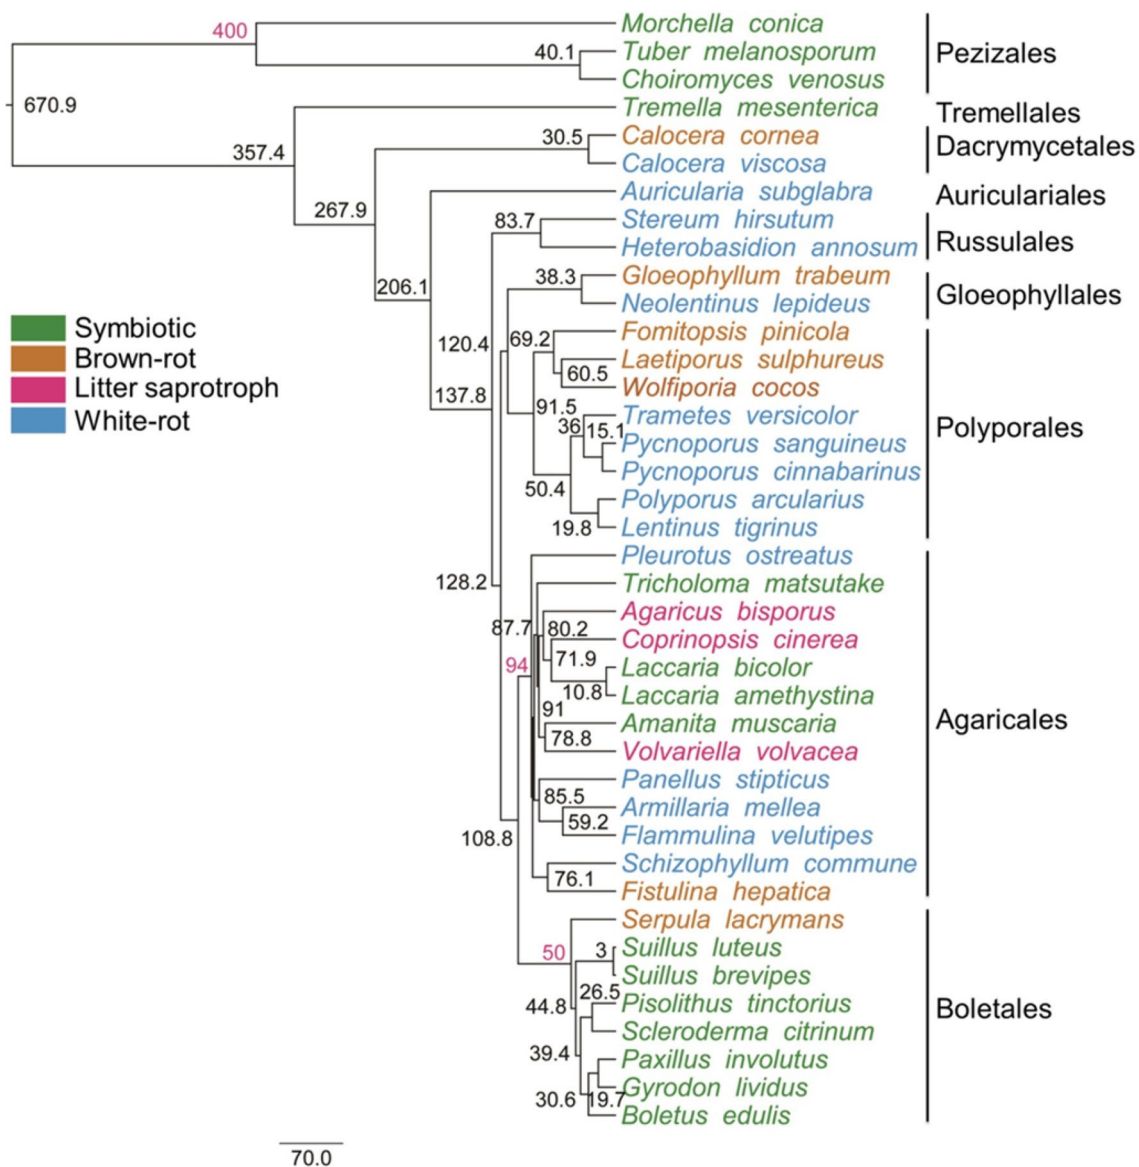 400
Morchella conica
40.1
Tuber melanosporum
Choiromyces venosus
Pezizales
670.9
Tremella mesenterica
Tremellales
357.4
30.5
Calocera cornea
Calocera viscosa
Dacrymycetales
267.9
Auricularia subglabra
Auriculariales
83.7
Stereum hirsutum
Heterobasidion annosum
Russulales
206.1
38.3
Gloeophyllum trabeum
Neolentinus lepideus
Gloeophyllales
Symbiotic
Brown-rot
Litter saprotroph
White-rot
120.4
69.2
Fomitopsis pinicola
Laetiporus sulphureus
60.5
Wolfiporia cocos
137.8
91.5
Trametes versicolor
36
15.1
Pycnoporus sanguineus
Pycnoporus cinnabarinus
Polyporales
50.4
Polyporus arcularius
19.8
Lentinus tigrinus
Pleurotus ostreatus
128.2
Tricholoma matsutake
Agaricus bisporus
87.7
80.2
Coprinopsis cinerea
94
71.9
Laccaria bicolor
10.8
Laccaria amethystina
91
Amanita muscaria
Agaricales
78.8
Volvariella volvacea
Panellus stipticus
85.5
Armillaria mellea
59.2
Flammulina velutipes
108.8
Schizophyllum commune
76.1
Fistulina hepatica
Serpula lacrymans
50
3
Suillus luteus
Suillus brevipes
26.5
44.8
Pisolithus tinctorius
Boletales
Scleroderma citrinum
39.4
Paxillus involutus
Gyrodon lividus
30.6
19.7
Boletus edulis
70.0